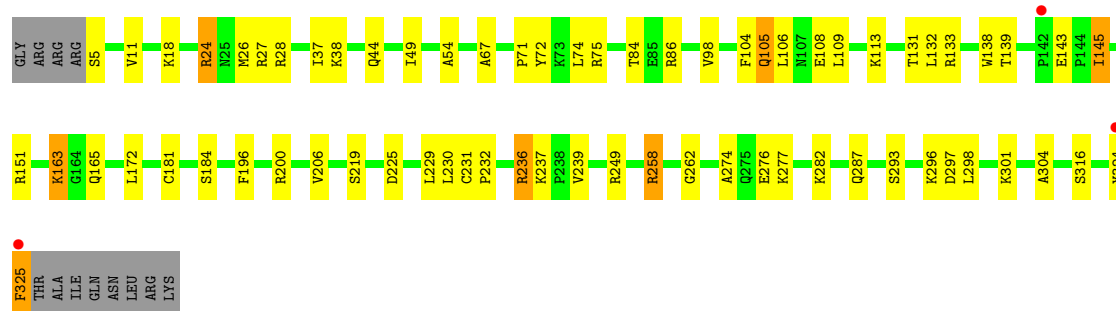 GLY ARG ARG ARG S5 V11 K18 R24 N25 M26 R27 R28 I37 K38 Q44 I49 A54 A67 P71 Y72 K73 L74 R75 T84 E85 R86 V98 F104 Q105 L106 N107 E108 L109 K113 T131 L132 R133 W138 T139 P142 E143 P144 I145
R151 K163 G164 Q165 L172 C181 S184 F196 R200 V206 S219 D225 L229 L230 C231 P232 R236 K237 P238 V239 R249 R258 G262 A274 Q275 E276 K277 K282 Q287 S293 K296 D297 L298 K301 A304 S316
F325 THR ALA ILE GLN ASN LEU ARG LYS